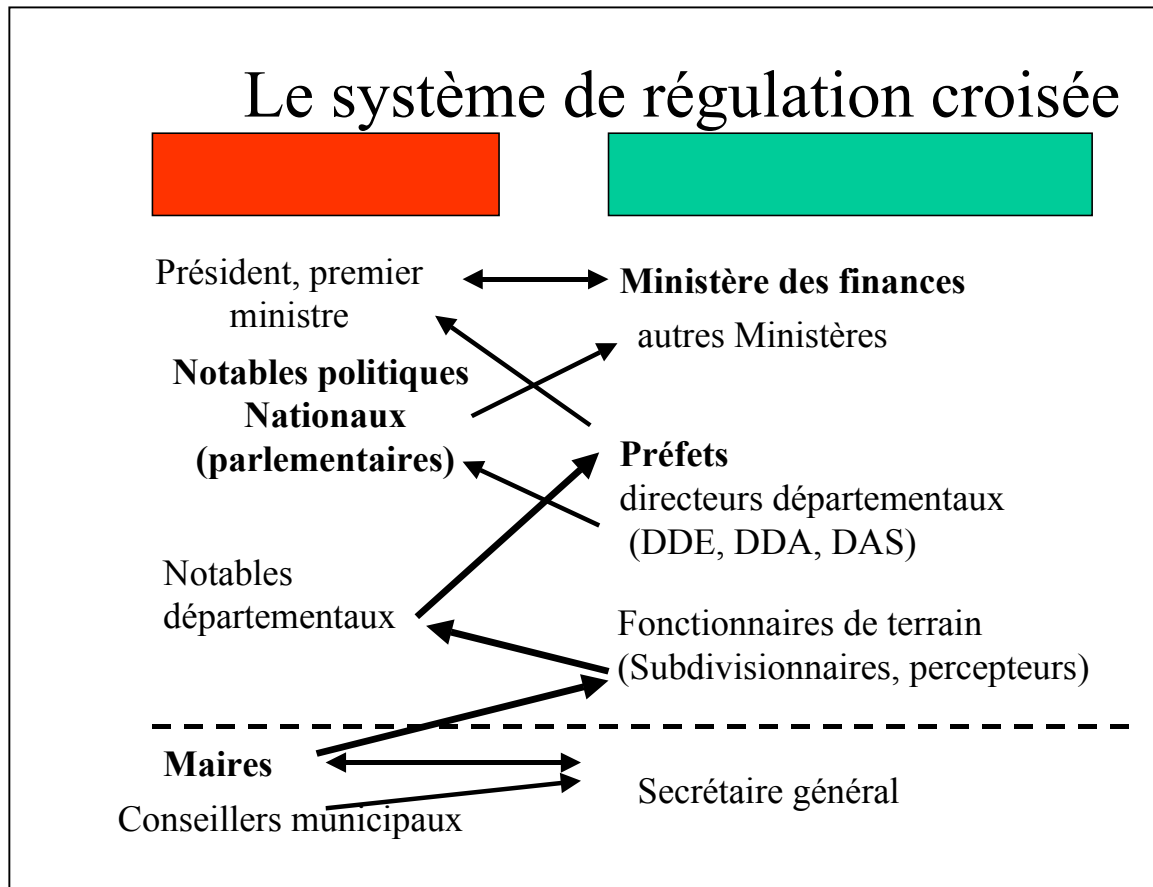 Le système de régulation croisée
Président, premier
ministre
Notables politiques
Nationaux
(parlementaires)
Notables
départementaux
Maires
Conseillers municipaux
Ministère des finances
autres Ministères
Préfets
directeurs départementaux
(DDE, DDA, DAS)
Fonctionnaires de terrain
(Subdivisionnaires, percepteurs)
Secrétaire général